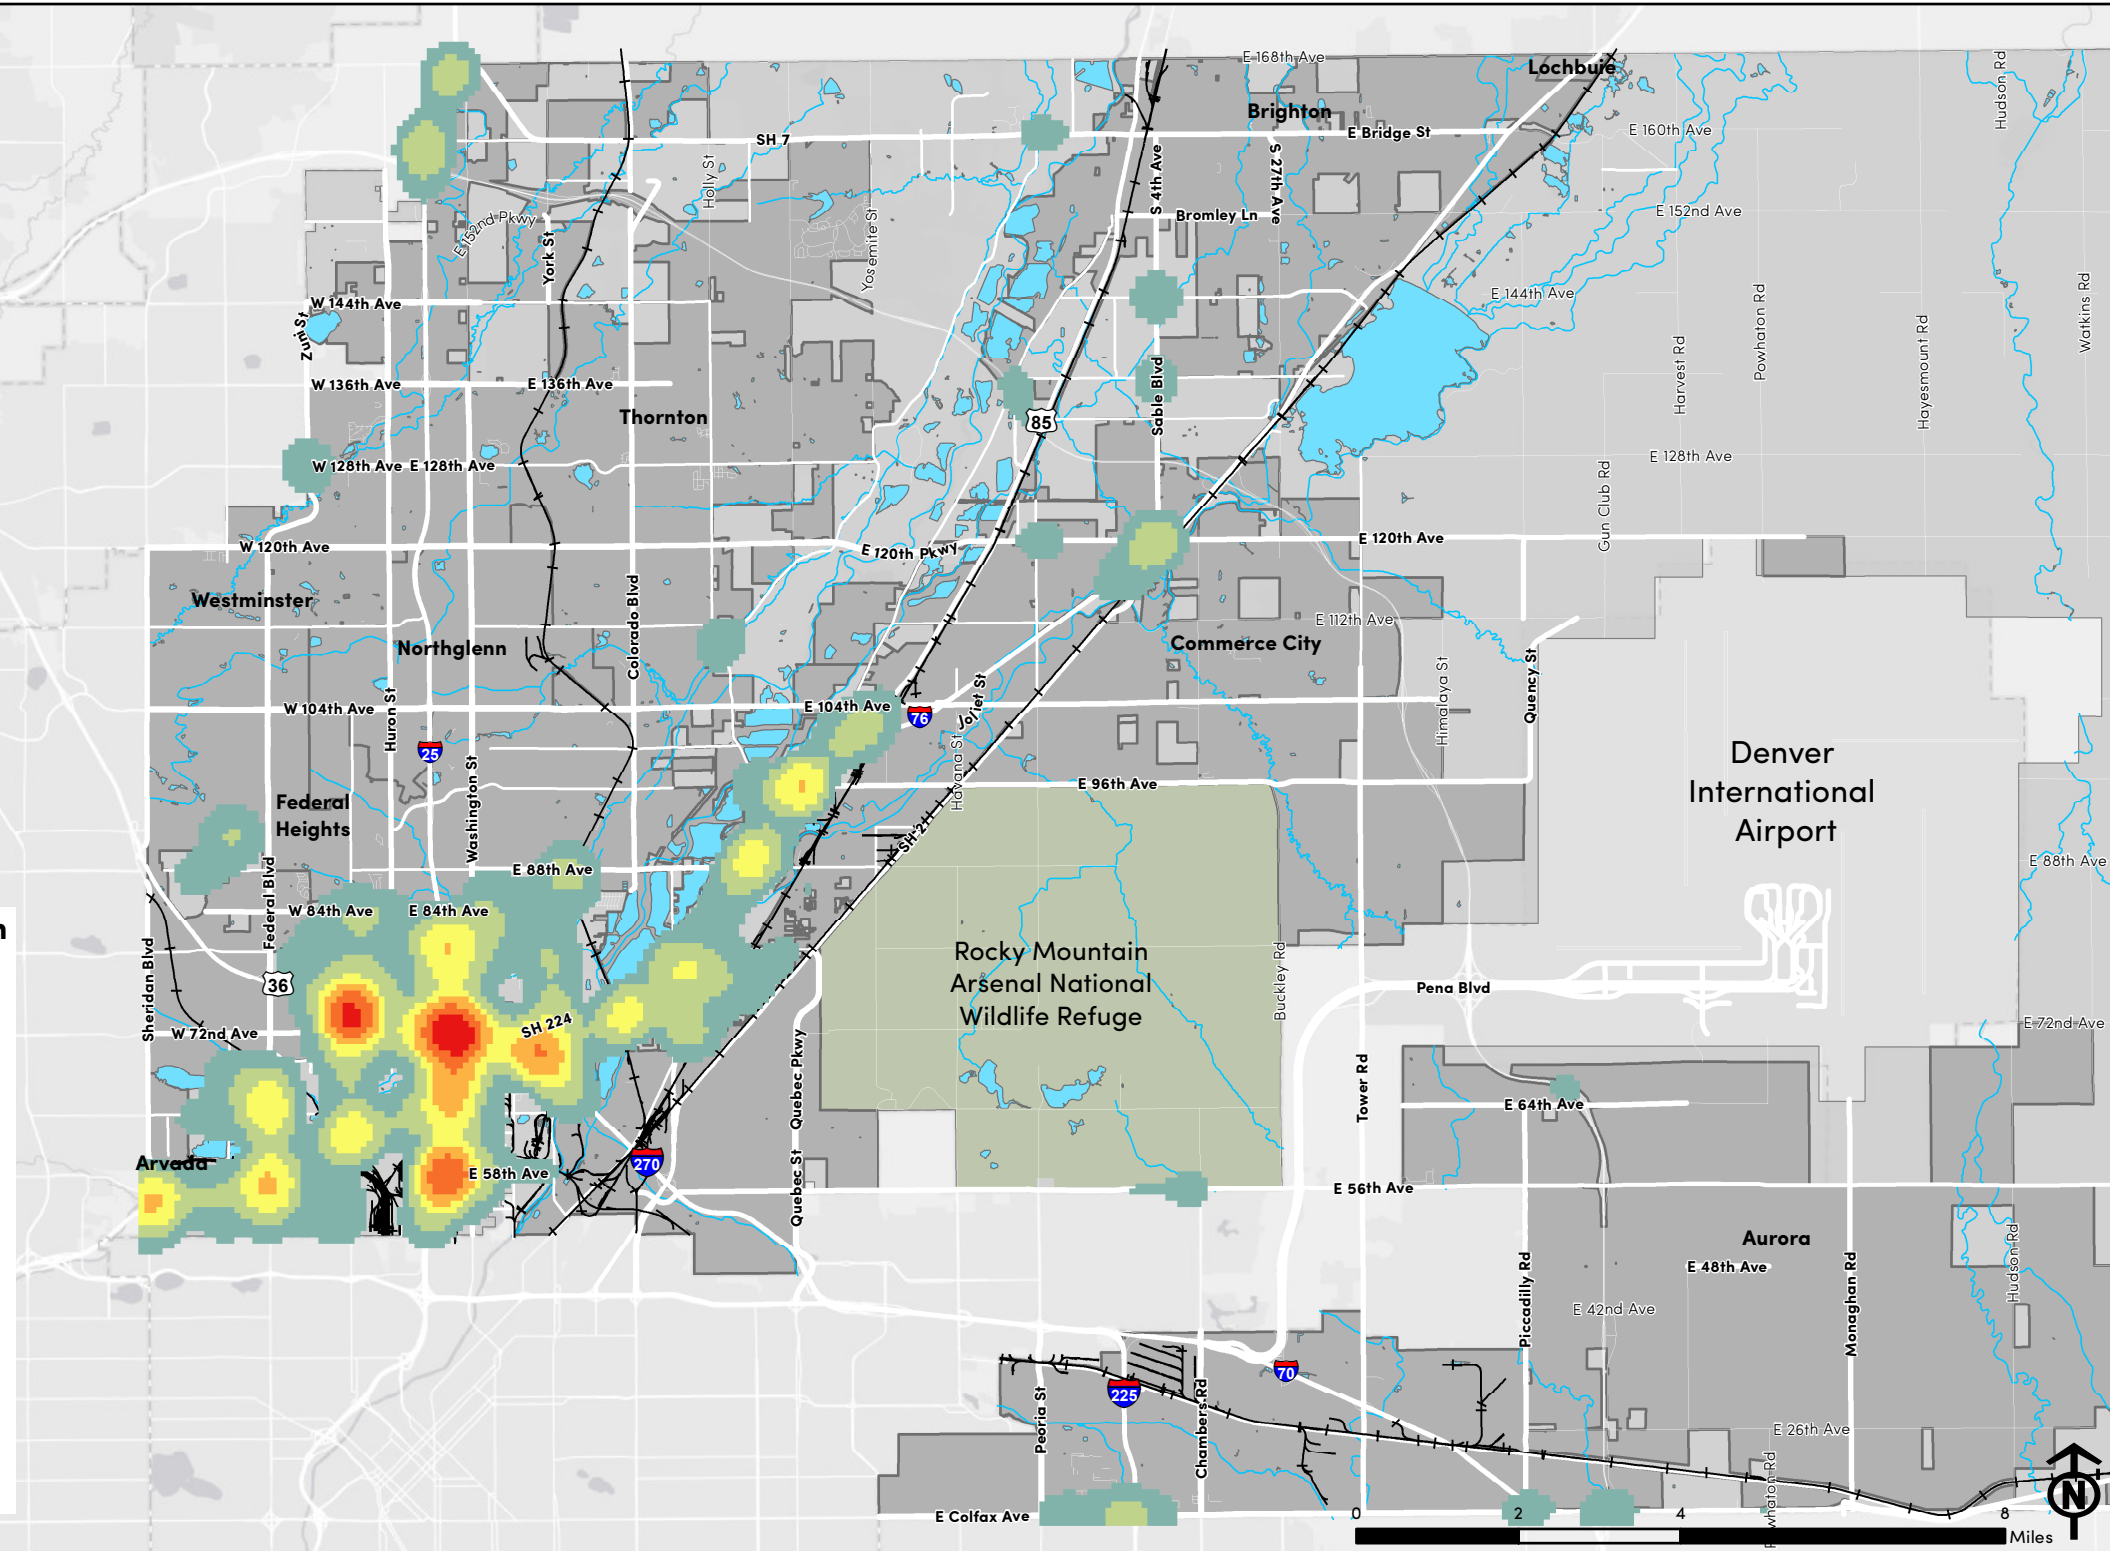 E 168th Ave
Lochbuie
Hudson Rd
Brighton
SH 7
E Bridge St
E 160th Ave
Holly St
S 4th Ave
S 27th Ave
E 152nd Pkwy
York St
Yosemite St
Bromley Ln
E 152nd Ave
W 144th Ave
E 144th Ave
Zuni St
Powhaton Rd
Watkins Rd
Harvest Rd
Hayesmount Rd
W 136th Ave
E 136th Ave
Thornton
Sable Blvd
85
W 128th Ave
E 128th Ave
E 128th Ave
Gun Club Rd
W 120th Ave
E 120th Pkwy
E 120th Ave
Westminster
Colorado Blvd
E 112th Ave
Northglenn
Commerce City
Himalaya St
Quency St
W 104th Ave
Huron St
E 104th Ave
76
Joliet St
25
Havana St
Denver
International
Airport
E 96th Ave
Federal
Heights
Washington St
SH 2
E 88th Ave
E 88th Ave
Federal Blvd
W 84th Ave
E 84th Ave
Sheridan Blvd
36
Rocky Mountain
Arsenal National
Wildlife Refuge
Buckley Rd
Pena Blvd
SH 224
W 72nd Ave
E 72nd Ave
Quebec Pkwy
Tower Rd
E 64th Ave
Arvada
E 58th Ave
270
Quebec St
E 56th Ave
Aurora
Hudson Rd
E 48th Ave
Piccadilly Rd
Monaghan Rd
E 42nd Ave
70
225
Peoria St
Chambers Rd
E 26th Ave
E Colfax Ave
N
0 2 4 8
Miles